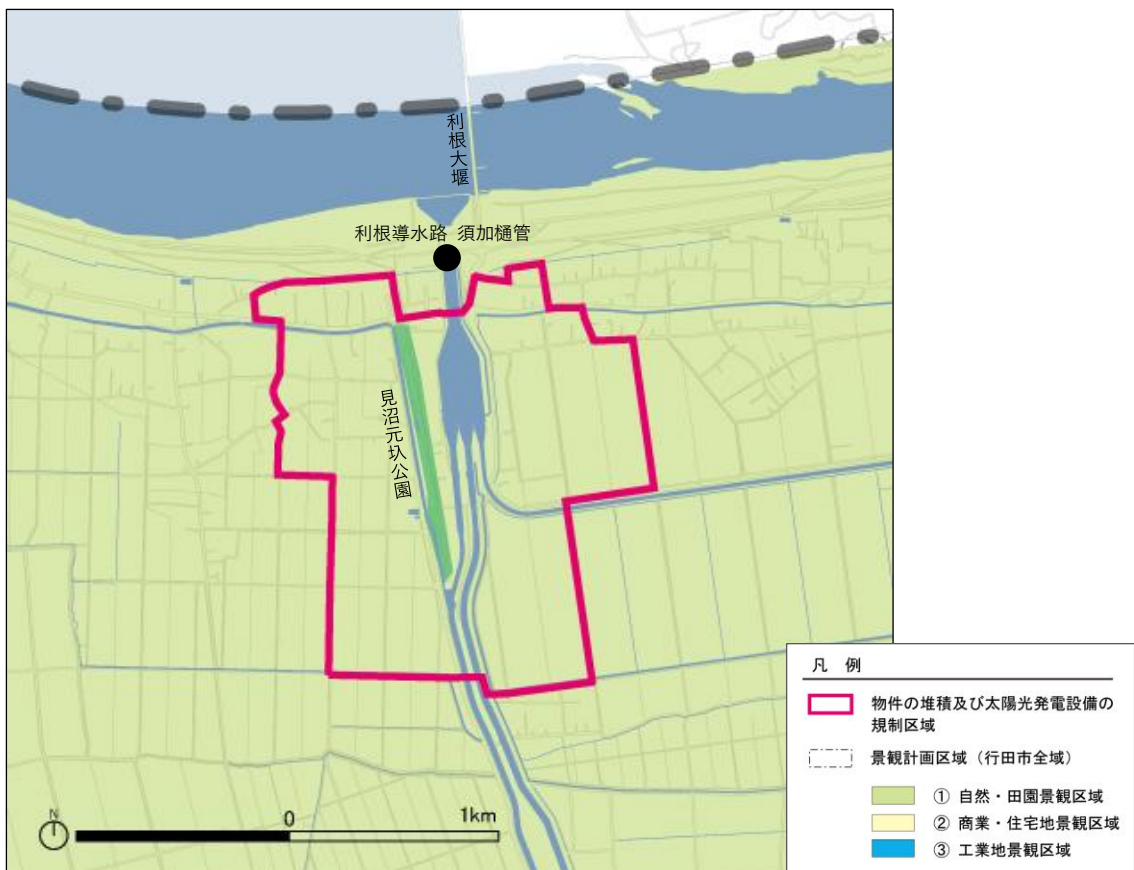 利根大堰
利根導水路 須加樋管
見沼元圦公園
N
0
1km
凡 例
物件の堆積及び太陽光発電設備の
規制区域
景観計画区域（行田市全域）
① 自然・田園景観区域
② 商業・住宅地景観区域
③ 工業地景観区域